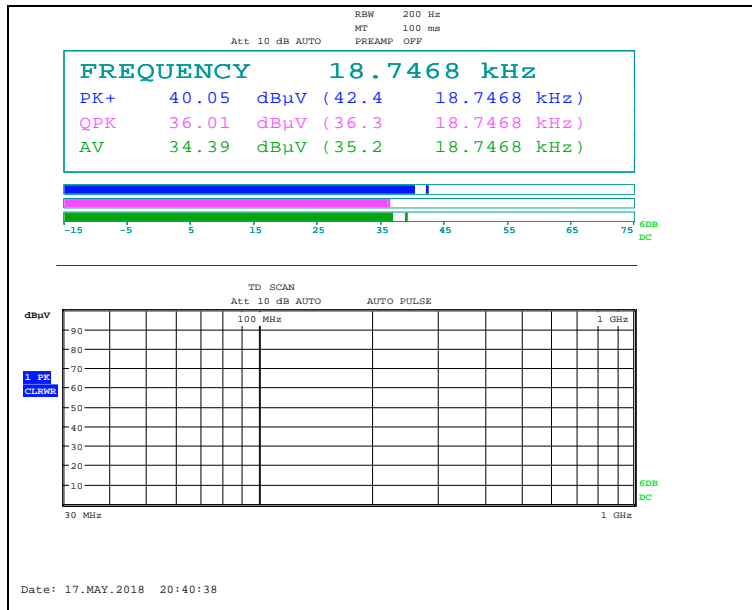 RBW 200 Hz
MT 100 ms
Att 10 dB AUTO PREAMP OFF
FREQUENCY 18.7468 kHz
PK+ 40.05 dBµV (42.4 18.7468 kHz)
QPK 36.01 dBµV (36.3 18.7468 kHz)
AV 34.39 dBµV (35.2 18.7468 kHz)
-15 -5 5 15 25 35 45 55 65 75
6DB
DC
TD SCAN
Att 10 dB AUTO AUTO PULSE
dBµV
100 MHz 1 GHz
90
80
70
1 PK
60
CLRWR
50
40
30
20
10
6DB
DC
30 MHz 1 GHz
Date: 17.MAY.2018 20:40:38